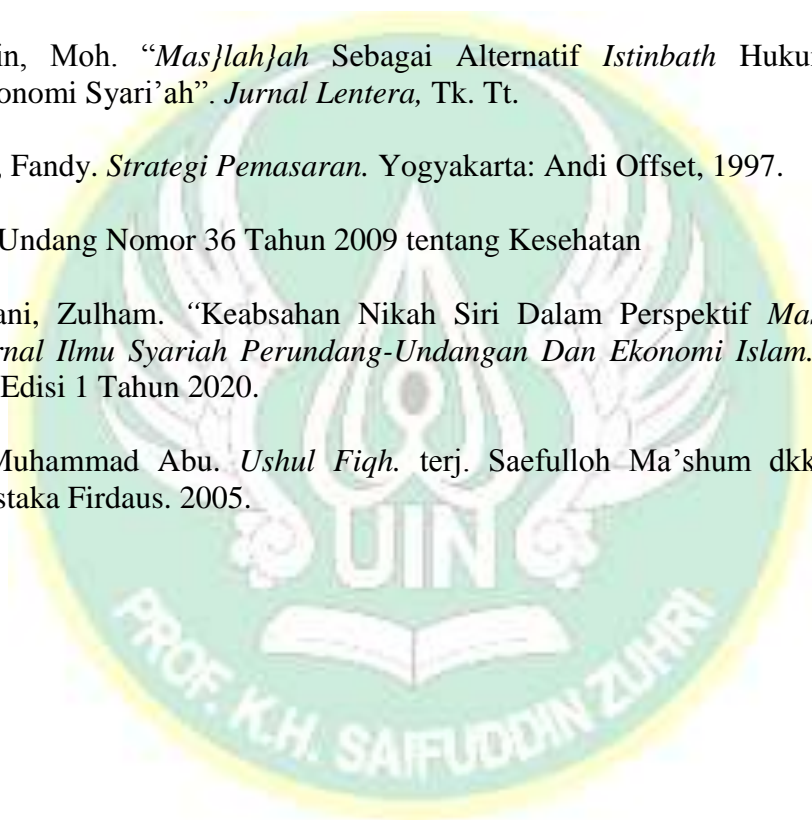 in, Moh. “Mas}lah}ah Sebagai Alternatif Istinbath Huku
onomi Syari’ah”. Jurnal Lentera, Tk. Tt.
, Fandy. Strategi Pemasaran. Yogyakarta: Andi Offset, 1997.
Undang Nomor 36 Tahun 2009 tentang Kesehatan
ani, Zulham. “Keabsahan Nikah Siri Dalam Perspektif Mas
rnal Ilmu Syariah Perundang-Undangan Dan Ekonomi Islam.
Edisi 1 Tahun 2020.
Muhammad Abu. Ushul Fiqh. terj. Saefulloh Ma’shum dkk
staka Firdaus. 2005.
UIN
PROF. K.H. SAIFUDDIN ZUHRI